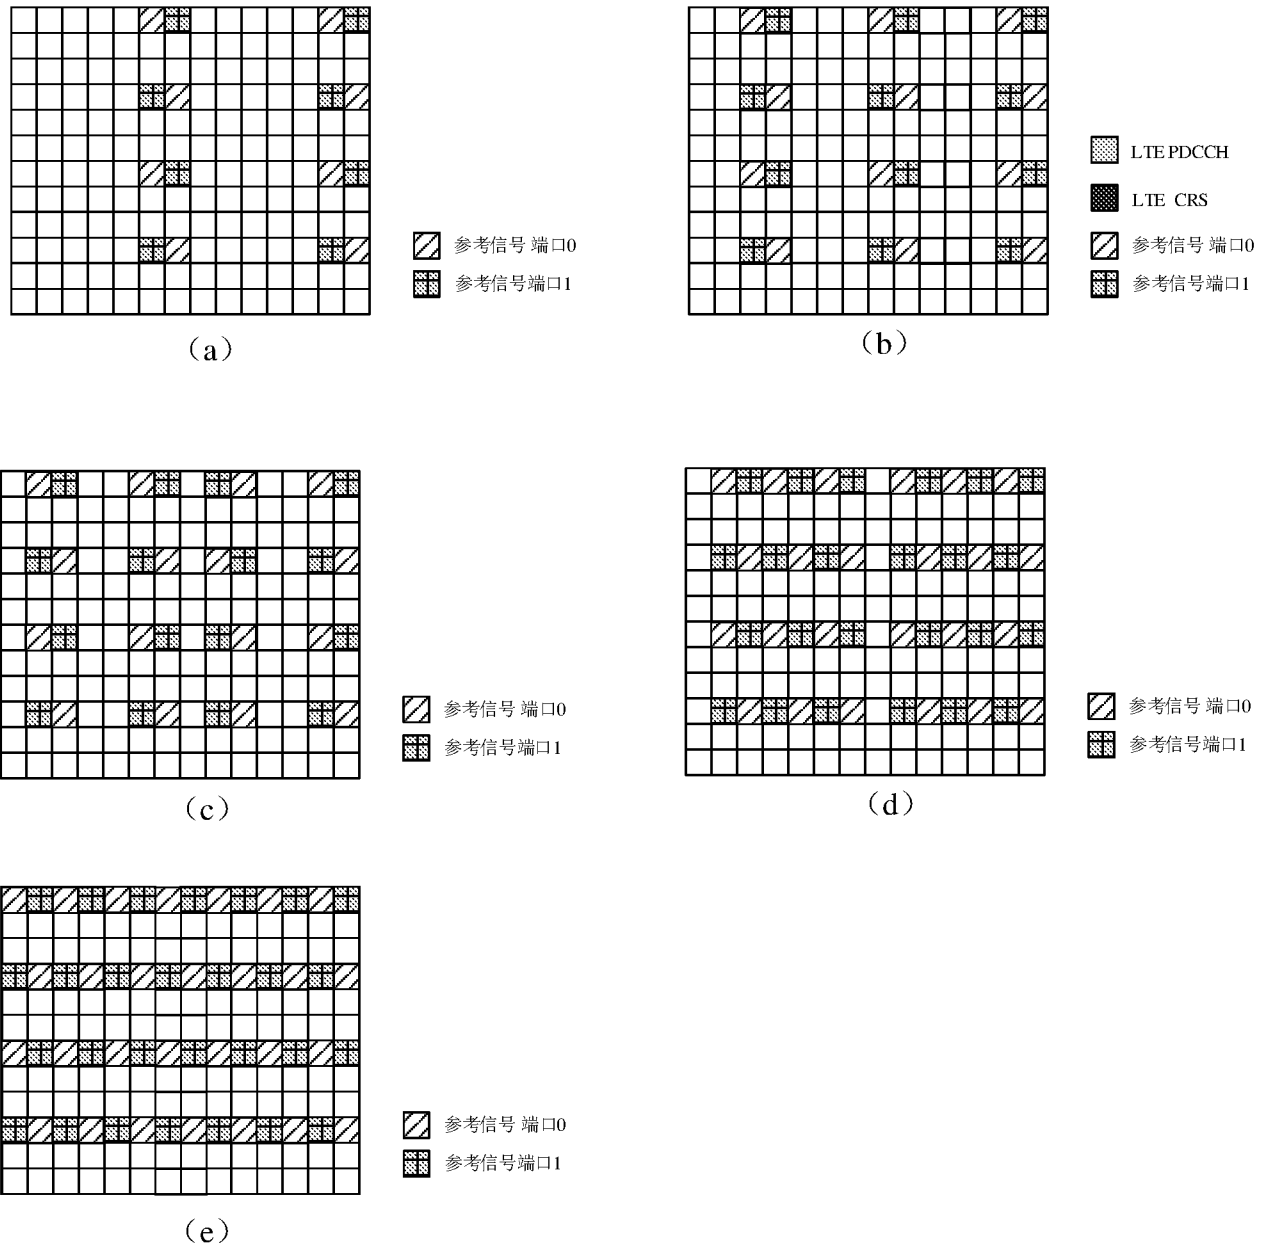 参考信号 端口0
参考信号端口1
（a）
LTE PDCCH
LTE CRS
参考信号 端口0
参考信号端口1
（b）
参考信号 端口0
参考信号端口1
（c）
参考信号 端口0
参考信号端口1
（d）
参考信号 端口0
参考信号端口1
（e）